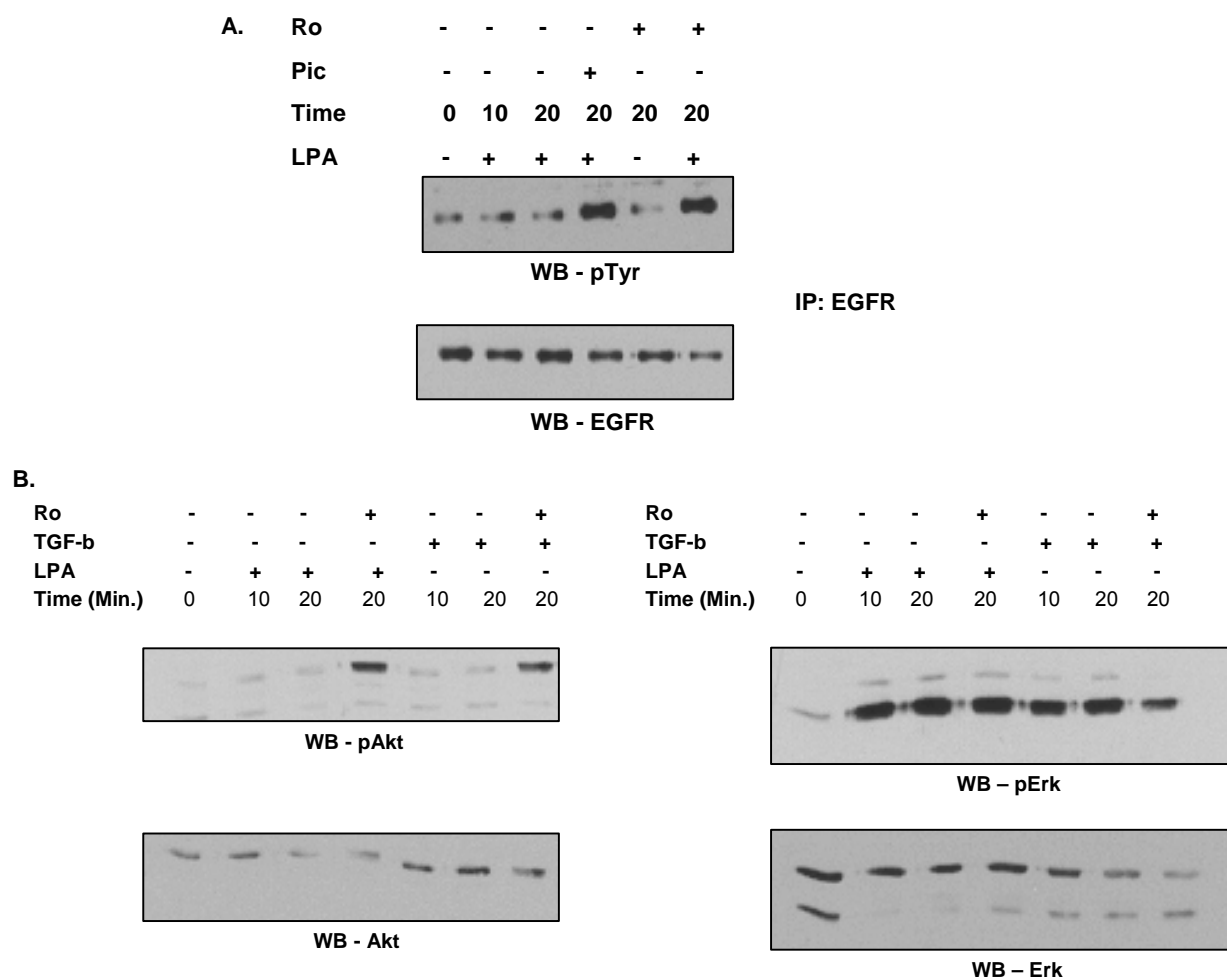 A. Ro - - - - + +
Pic - - - + - -
Time 0 10 20 20 20 20
LPA - + + + - +
WB - pTyr
IP: EGFR
WB - EGFR
B.
Ro - - - + - - +
TGF-b - - - - + + +
LPA - + + + - - -
Time (Min.) 0 10 20 20 10 20 20
WB - pAkt
WB - Akt
Ro - - - + - - +
TGF-b - - - - + + +
LPA - + + + - - -
Time (Min.) 0 10 20 20 10 20 20
WB – pErk
WB – Erk